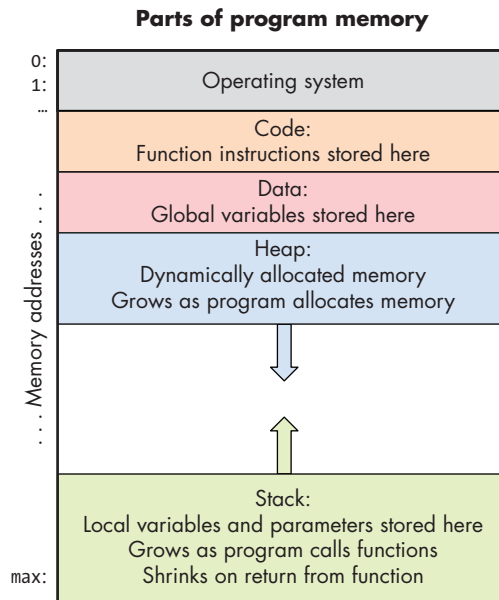 Parts of program memory
0:
1:
...
Operating system
Code:
Function instructions stored here
Data:
Global variables stored here
Heap:
Dynamically allocated memory
Grows as program allocates memory
. . . . Memory addresses . . . .
Stack:
Local variables and parameters stored here
Grows as program calls functions
max:
Shrinks on return from function